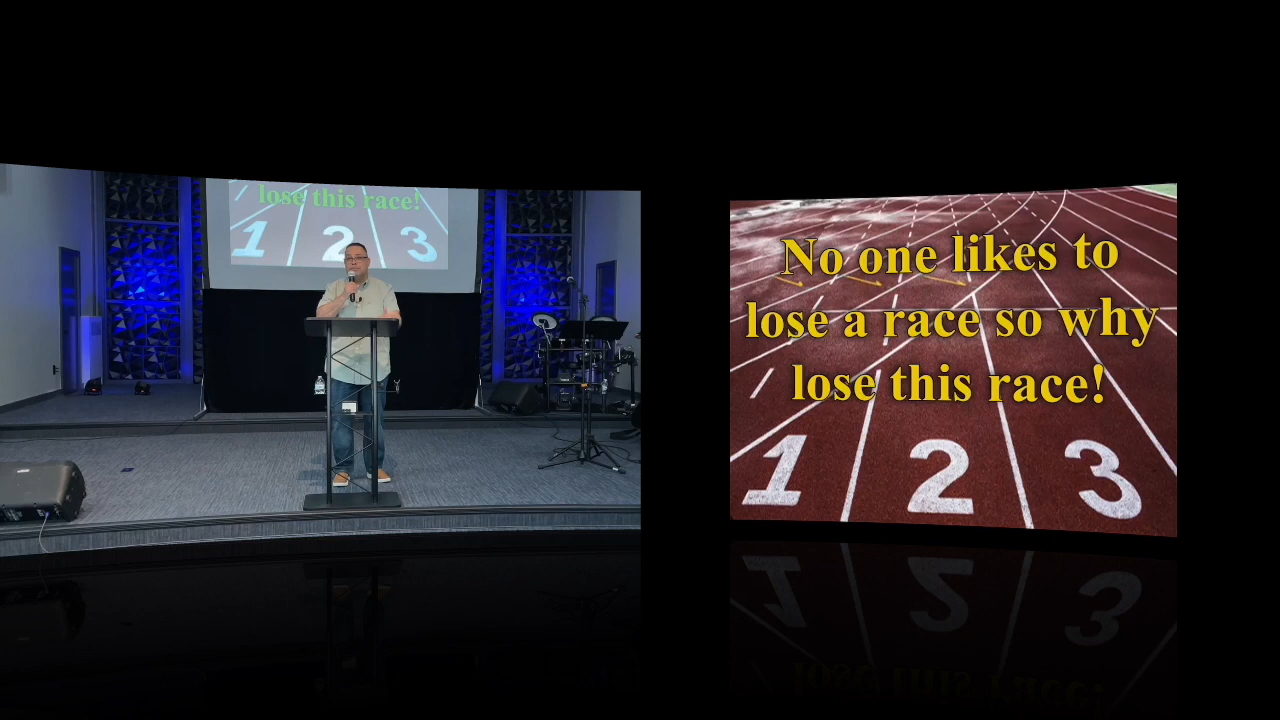 lose this race!
1 2 3
No one likes to
lose a race so why
lose this race!
1 2 3